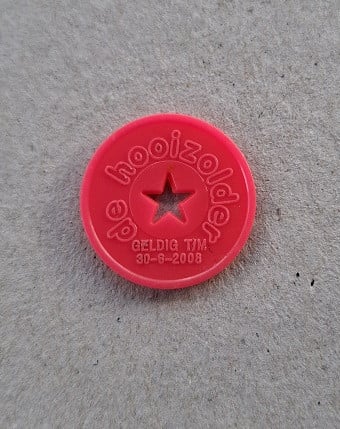 de hooizolder
GELDIG T/M
30-6-2008